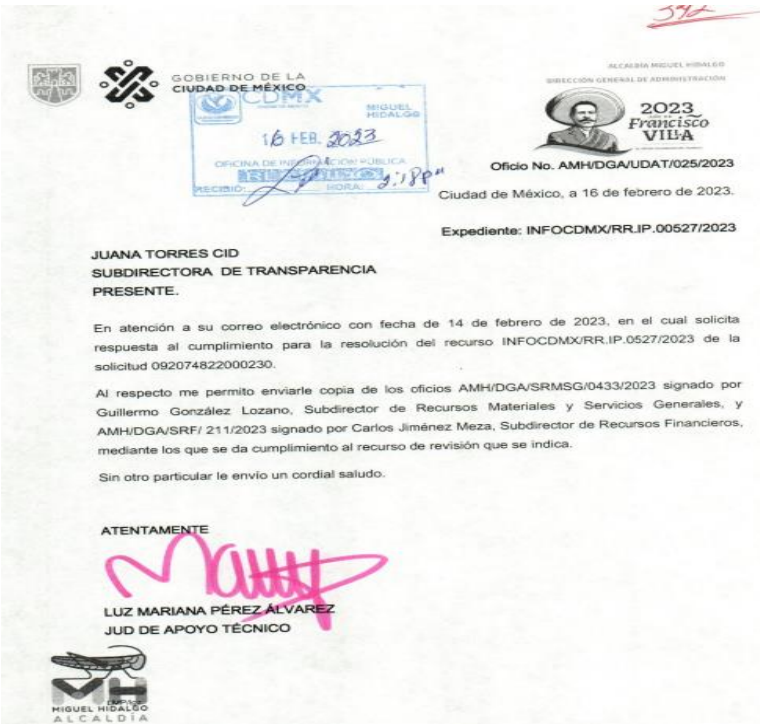 342
GOBIERNO DE LA
CIUDAD DE MÉXICO
ALCALDÍA MIGUEL HIDALGO
DIRECCIÓN GENERAL DE ADMINISTRACIÓN
CDMX
MIGUEL
HIDALGO
16 FEB. 2023
OFICINA DE INFORMACIÓN PÚBLICA
RECIBIDO
RECIBIÓ: HORA: 2:18 pm
2023
Francisco
VILLA
Oficio No. AMH/DGA/UDAT/025/2023
Ciudad de México, a 16 de febrero de 2023.
Expediente: INFOCDMX/RR.IP.00527/2023
JUANA TORRES CID
SUBDIRECTORA DE TRANSPARENCIA
PRESENTE.
En atención a su correo electrónico con fecha de 14 de febrero de 2023, en el cual solicita
respuesta al cumplimiento para la resolución del recurso INFOCDMX/RR.IP.0527/2023 de la
solicitud 092074822000230.
Al respecto me permito enviarle copia de los oficios AMH/DGA/SRMSG/0433/2023 signado por
Guillermo González Lozano, Subdirector de Recursos Materiales y Servicios Generales, y
AMH/DGA/SRF/ 211/2023 signado por Carlos Jiménez Meza, Subdirector de Recursos Financieros,
mediante los que se da cumplimiento al recurso de revisión que se indica.
Sin otro particular le envío un cordial saludo.
ATENTAMENTE
LUZ MARIANA PÉREZ ÁLVAREZ
JUD DE APOYO TÉCNICO
MH
MIGUEL HIDALGO
ALCALDÍA